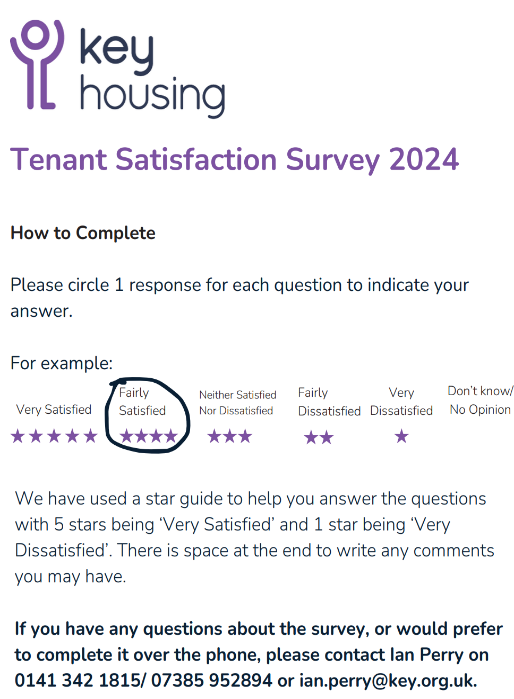 key
housing
Tenant Satisfaction Survey 2024
How to Complete
Please circle 1 response for each question to indicate your
answer.
For example:
Very Satisfied
Fairly
Satisfied
Neither Satisfied
Nor Dissatisfied
Fairly
Dissatisfied
Very
Dissatisfied
Don't know/
No Opinion
We have used a star guide to help you answer the questions
with 5 stars being ‘Very Satisfied’ and 1 star being ‘Very
Dissatisfied’. There is space at the end to write any comments
you may have.
If you have any questions about the survey, or would prefer
to complete it over the phone, please contact Ian Perry on
0141 342 1815/ 07385 952894 or ian.perry@key.org.uk.